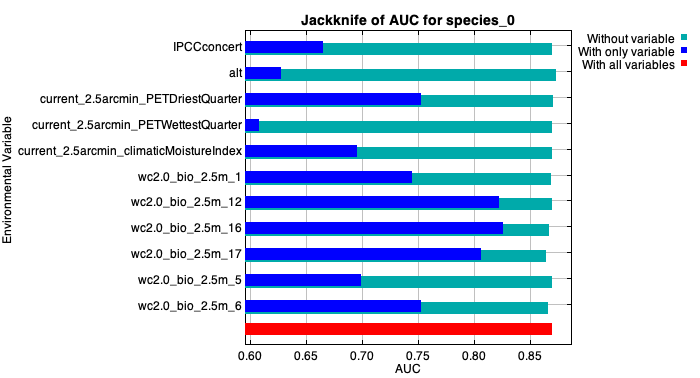 Jackknife of AUC for species_0
Without variable
With only variable
With all variables
Environmental Variable
IPCCconcert
alt
current_2.5arcmin_PETDriestQuarter
current_2.5arcmin_PETWettestQuarter
current_2.5arcmin_climaticMoistureIndex
wc2.0_bio_2.5m_1
wc2.0_bio_2.5m_12
wc2.0_bio_2.5m_16
wc2.0_bio_2.5m_17
wc2.0_bio_2.5m_5
wc2.0_bio_2.5m_6
0.60 0.65 0.70 0.75 0.80 0.85
AUC